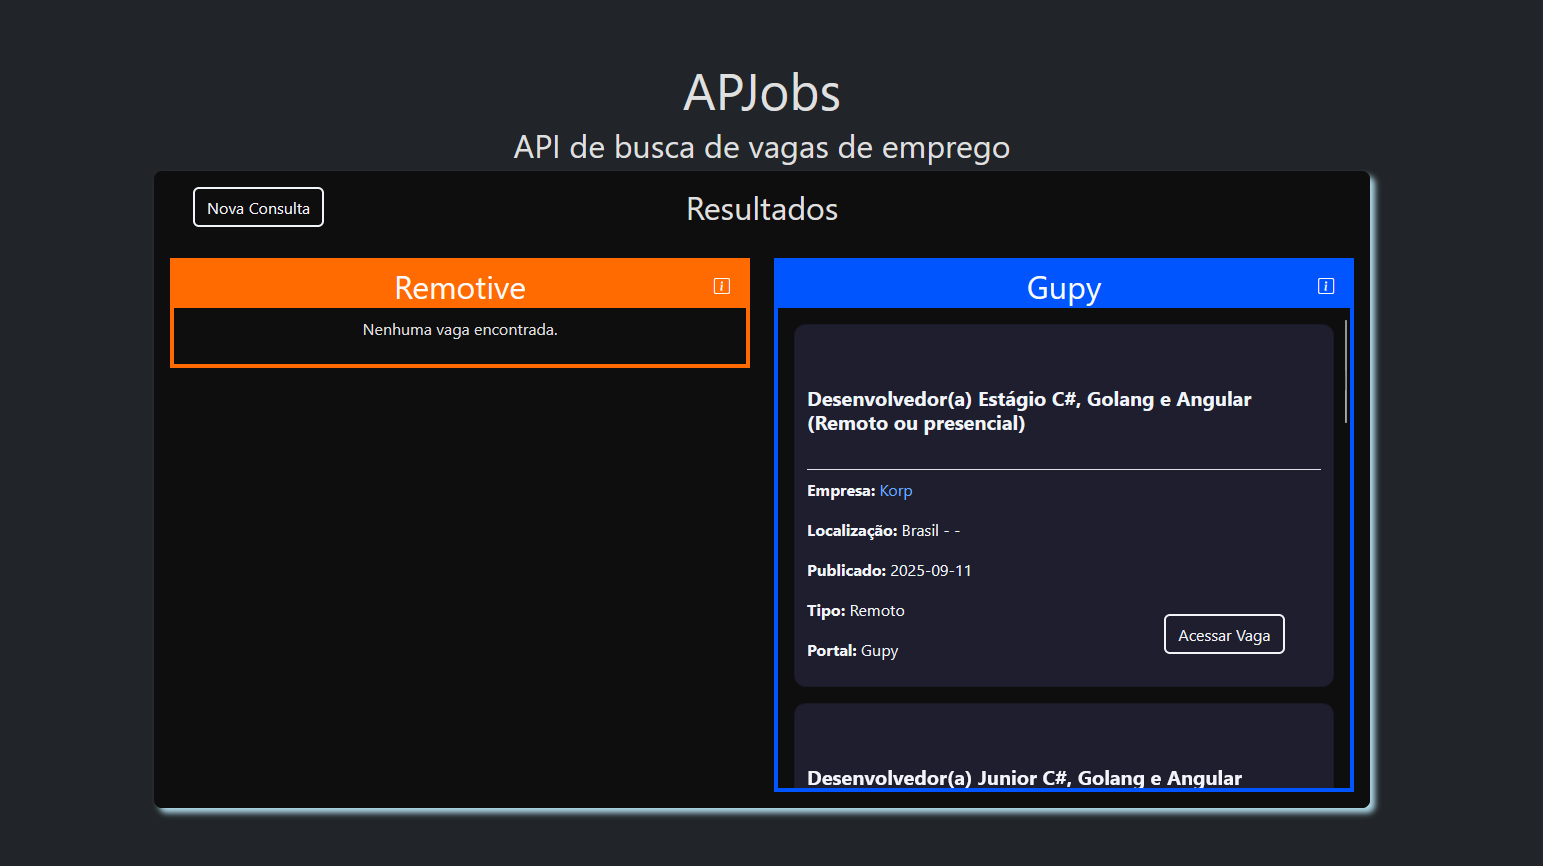 APJobs
API de busca de vagas de emprego
Nova Consulta
Resultados
Remotive
Nenhuma vaga encontrada.
Gupy
Desenvolvedor(a) Estágio C#, Golang e Angular
(Remoto ou presencial)
Empresa: Korp
Localização: Brasil - -
Publicado: 2025-09-11
Tipo: Remoto
Acessar Vaga
Portal: Gupy
Desenvolvedor(a) Junior C#, Golang e Angular